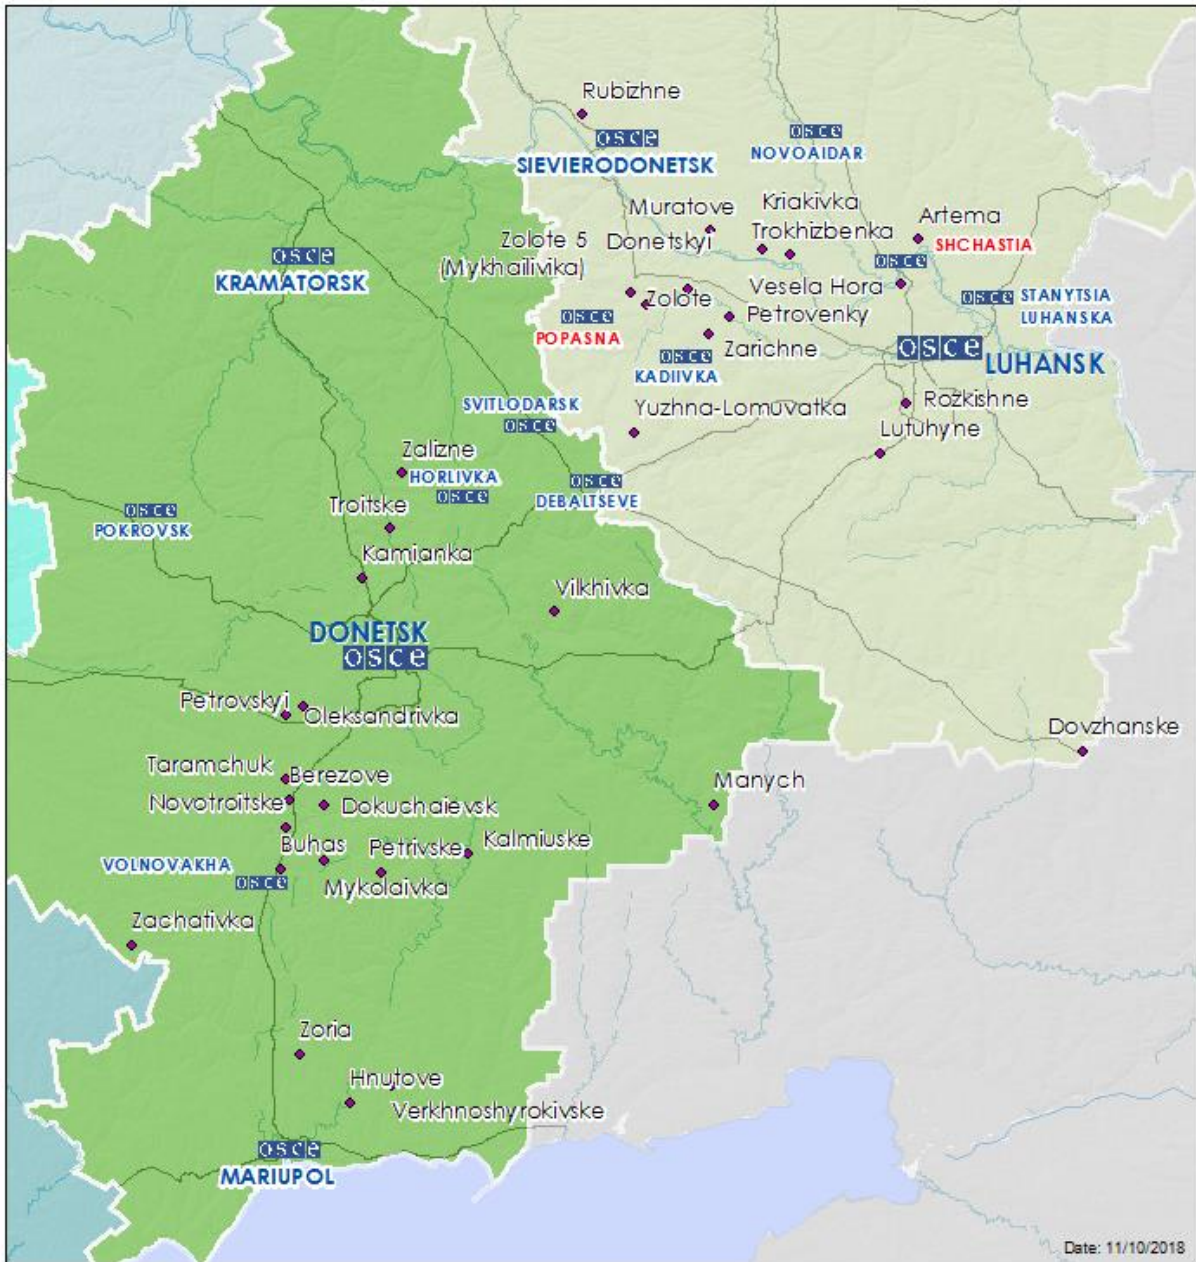 Rubizhne
osce
SIEVIERODONETSK
osce
NOVOAIDAR
Muratove
Kriakivka
Trokhizbenka
Artema
SHCHASTIA
osce
Zolote 5
(Mykhailivika)
Donetskyi
osce
KRAMATORSK
Vesela Hora
osce
STANYTSIA
LUHANSKA
Zolote
Petrovenky
osce
POPASNA
Zarichne
osce
LUHANSK
osce
KADIIVKA
SVITLODARSK
osce
Yuzhna-Lomuvatka
Rozkishne
Lutuhyne
Zalizne
HORLIVKA
osce
osce
DEBALTSEVE
Troitske
osce
POKROVSK
Kamianka
Vilkhivka
DONETSK
osce
Petrovskyi
Oleksandrivka
Dovzhanske
Taramchuk
Berezove
Manych
Novotroitske
Dokuchaievsk
Buhas
Petrivske
Kalmiuske
VOLNOVAKHA
osce
Mykolaivka
Zachativka
Zoria
Hnutove
Verkhnoshyrokivske
osce
MARIUPOL
Date: 11/10/2018